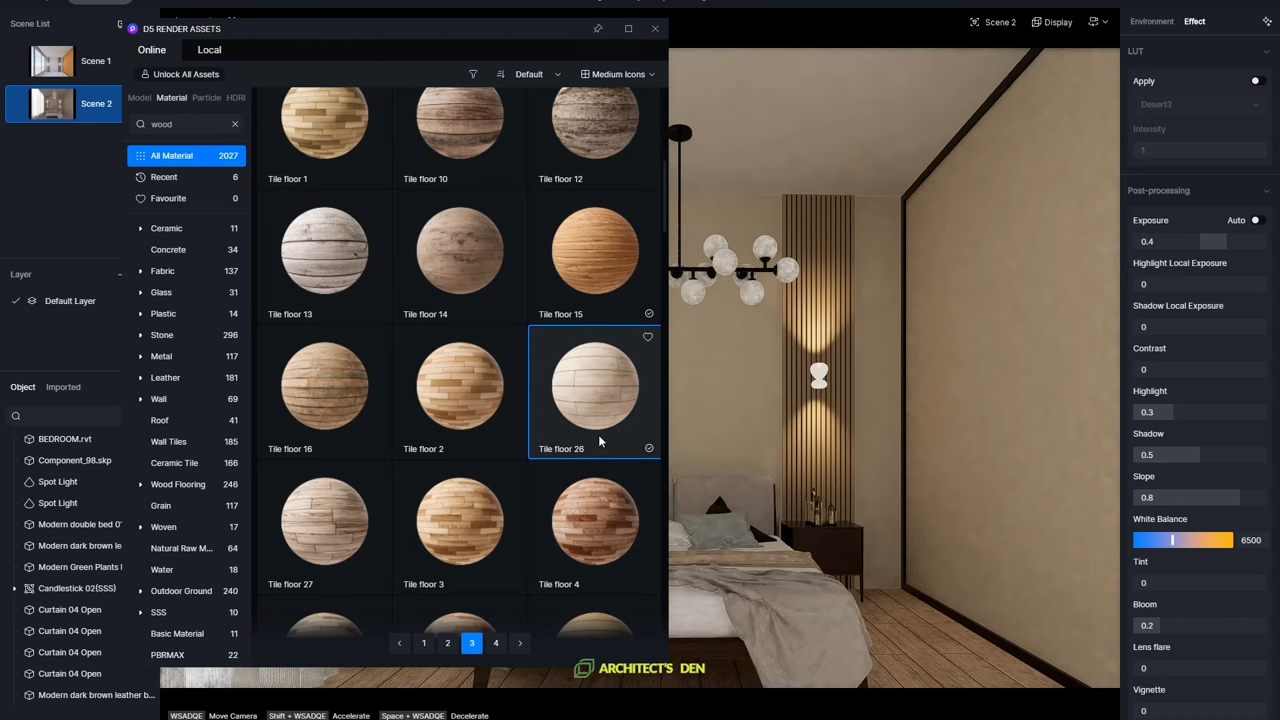 Scene List
Scene 1
Scene 2
Layer
Default Layer
Object
Imported
BEDROOM.rvt
Component_98.skp
Spot Light
Spot Light
Modern double bed 0
Modern dark brown le
Modern Green Plants
Candlestick 02(SSS)
Curtain 04 Open
Curtain 04 Open
Curtain 04 Open
Curtain 04 Open
Modern dark brown leather b...
D5 RENDER ASSETS
Online
Local
Unlock All Assets
Default
Medium Icons
Model
Material
Particle
HDRI
wood
All Material 2027
Recent 6
Favourite 0
Ceramic 11
Concrete 34
Fabric 137
Glass 31
Plastic 14
Stone 296
Metal 117
Leather 181
Wall 69
Roof 41
Wall Tiles 185
Ceramic Tile 166
Wood Flooring 246
Grain 117
Woven 17
Natural Raw M... 64
Water 18
Outdoor Ground 240
SSS 10
Basic Material 11
PBRMAX 22
Tile floor 1
Tile floor 10
Tile floor 12
Tile floor 13
Tile floor 14
Tile floor 15
Tile floor 16
Tile floor 2
Tile floor 26
Tile floor 27
Tile floor 3
Tile floor 4
1 2 3 4
Scene 2
Display
ARCHITECT'S DEN
WSADQE Move Camera Shift + WSADQE Accelerate Space + WSADQE Decelerate
Environment
Effect
LUT
Apply
Desert3
Intensity
1
Post-processing
Exposure Auto
0.4
Highlight Local Exposure
0
Shadow Local Exposure
0
Contrast
0
Highlight
0.3
Shadow
0.5
Slope
0.8
White Balance
6500
Tint
0
Bloom
0.2
Lens flare
0
Vignette
0